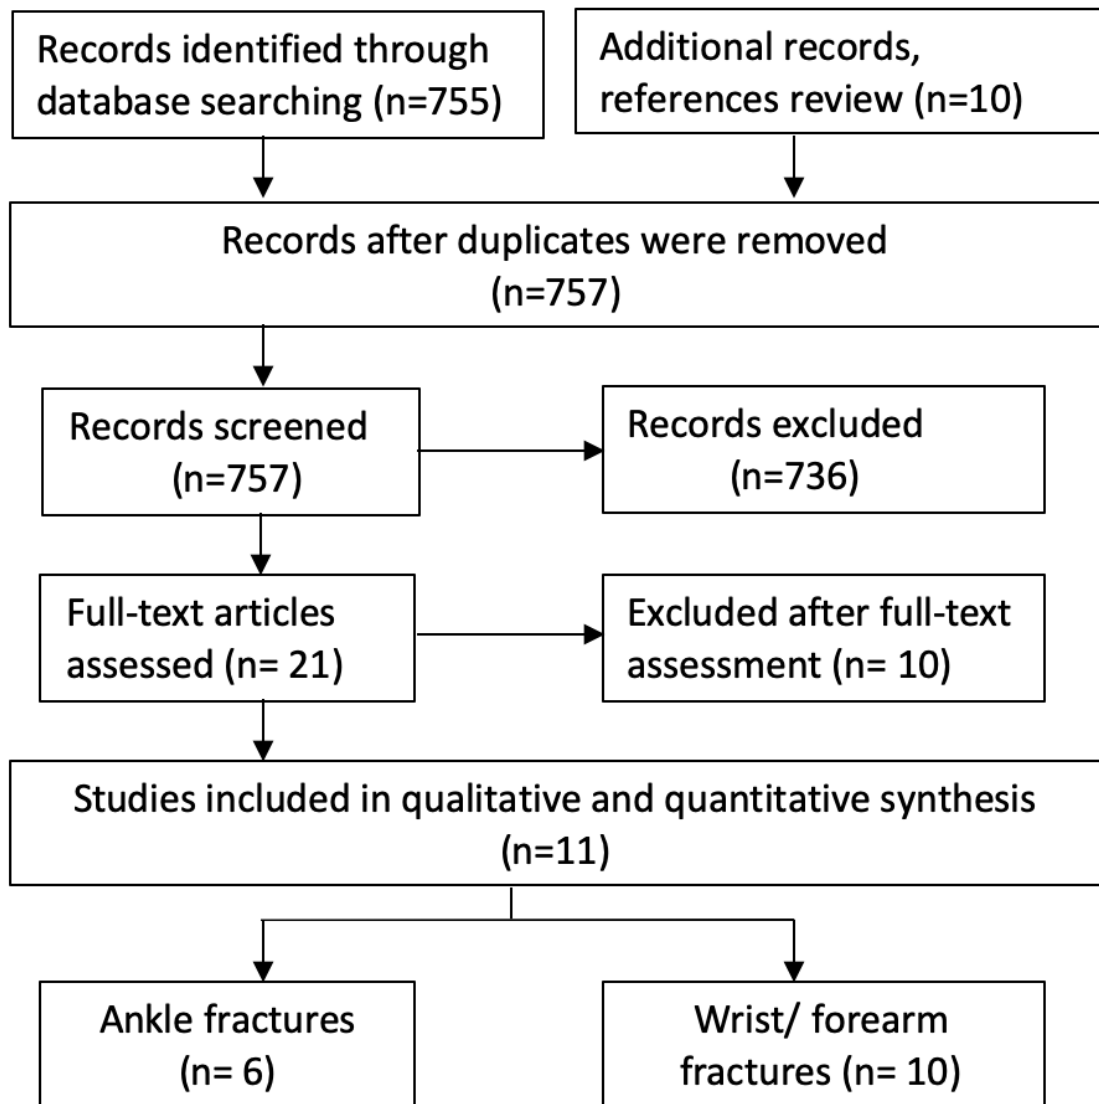 Records identified through
database searching (n=755)
Additional records,
references review (n=10)
Records after duplicates were removed
(n=757)
Records screened
(n=757)
Records excluded
(n=736)
Full-text articles
assessed (n= 21)
Excluded after full-text
assessment (n= 10)
Studies included in qualitative and quantitative synthesis
(n=11)
Ankle fractures
(n= 6)
Wrist/ forearm
fractures (n= 10)